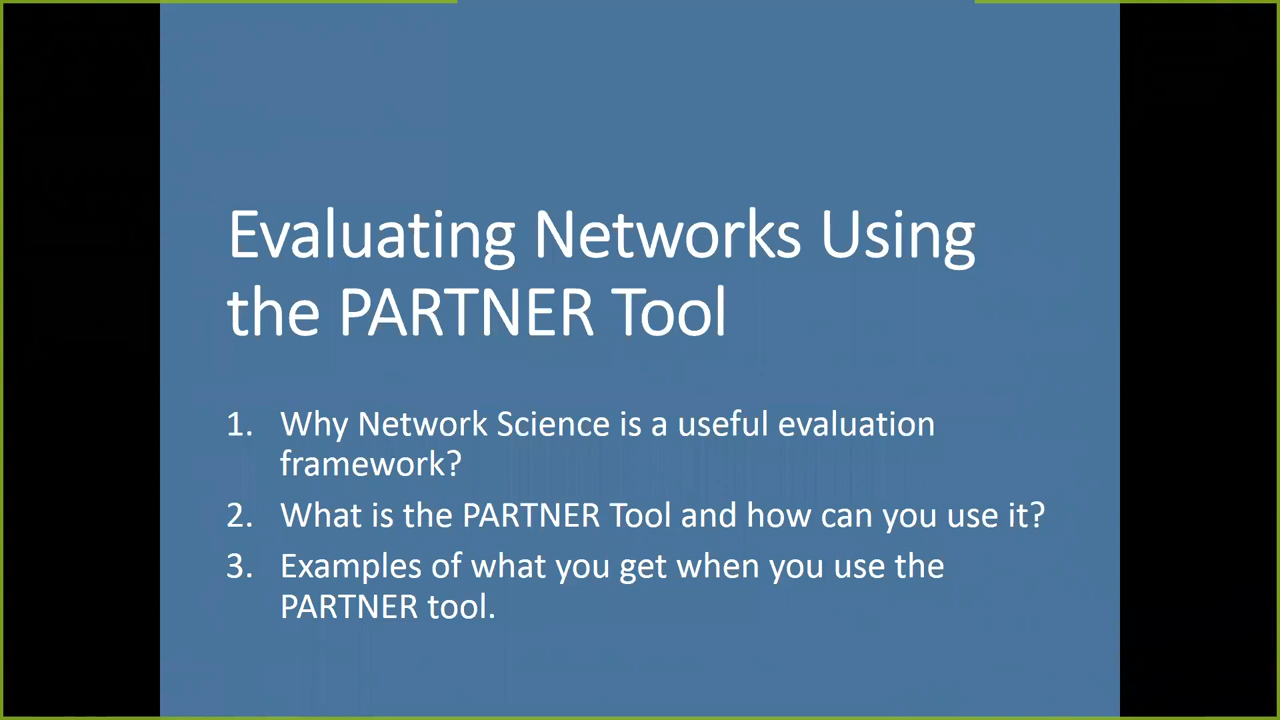 Evaluating Networks Using
the PARTNER Tool
1. Why Network Science is a useful evaluation
framework?
2. What is the PARTNER Tool and how can you use it?
3. Examples of what you get when you use the
PARTNER tool.